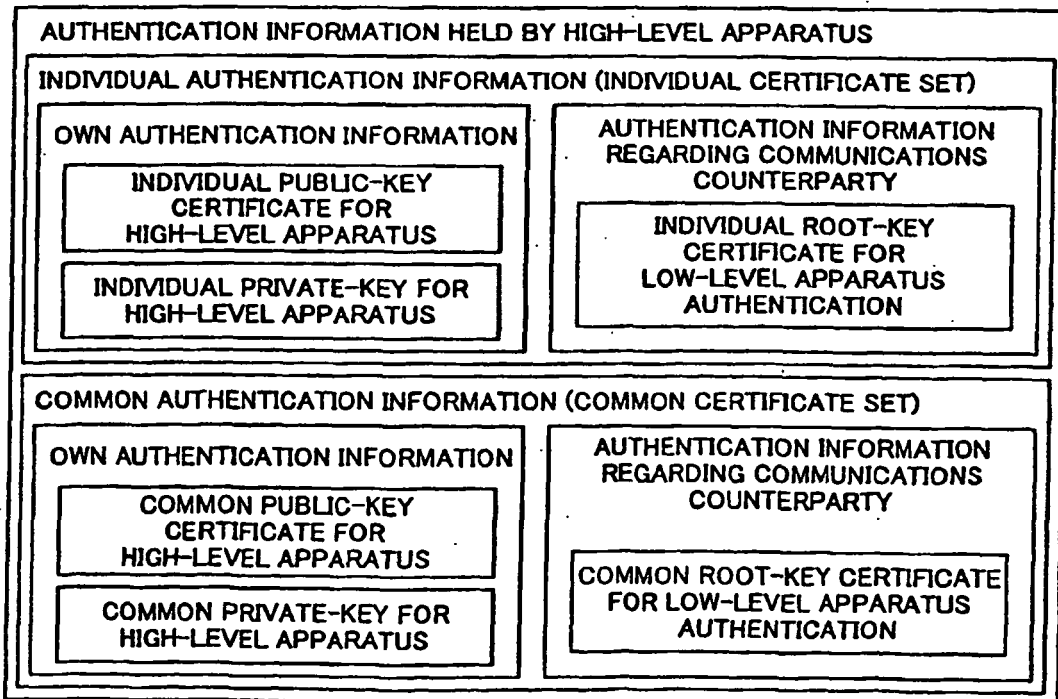 AUTHENTICATION INFORMATION HELD BY HIGH-LEVEL APPARATUS
INDIVIDUAL AUTHENTICATION INFORMATION (INDIVIDUAL CERTIFICATE SET)
OWN AUTHENTICATION INFORMATION
INDIVIDUAL PUBLIC-KEY
CERTIFICATE FOR
HIGH-LEVEL APPARATUS
INDIVIDUAL PRIVATE-KEY FOR
HIGH-LEVEL APPARATUS
AUTHENTICATION INFORMATION
REGARDING COMMUNICATIONS
COUNTERPARTY
INDIVIDUAL ROOT-KEY
CERTIFICATE FOR
LOW-LEVEL APPARATUS
AUTHENTICATION
COMMON AUTHENTICATION INFORMATION (COMMON CERTIFICATE SET)
OWN AUTHENTICATION INFORMATION
COMMON PUBLIC-KEY
CERTIFICATE FOR
HIGH-LEVEL APPARATUS
COMMON PRIVATE-KEY FOR
HIGH-LEVEL APPARATUS
AUTHENTICATION INFORMATION
REGARDING COMMUNICATIONS
COUNTERPARTY
COMMON ROOT-KEY CERTIFICATE
FOR LOW-LEVEL APPARATUS
AUTHENTICATION